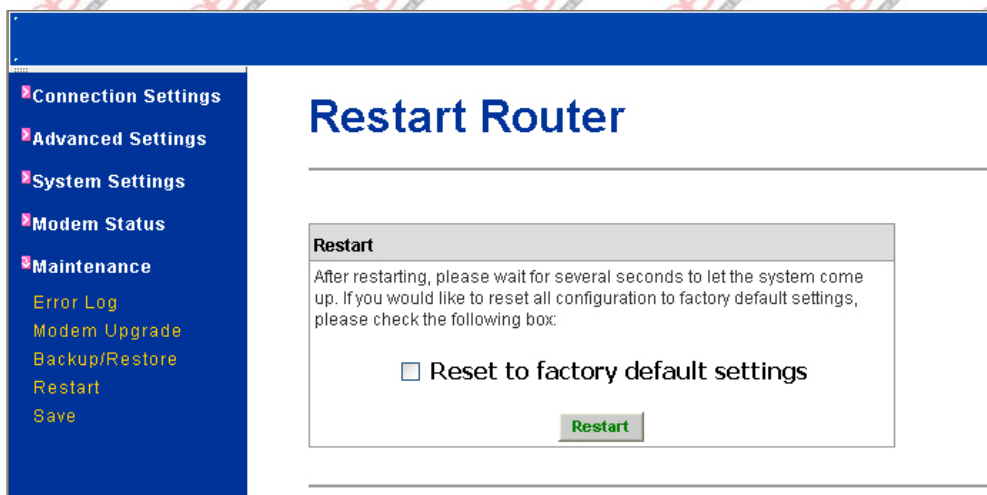 Connection Settings
Advanced Settings
System Settings
Modem Status
Maintenance
Error Log
Modem Upgrade
Backup/Restore
Restart
Save
Restart Router
Restart
After restarting, please wait for several seconds to let the system come
up. If you would like to reset all configuration to factory default settings,
please check the following box:
Reset to factory default settings
Restart